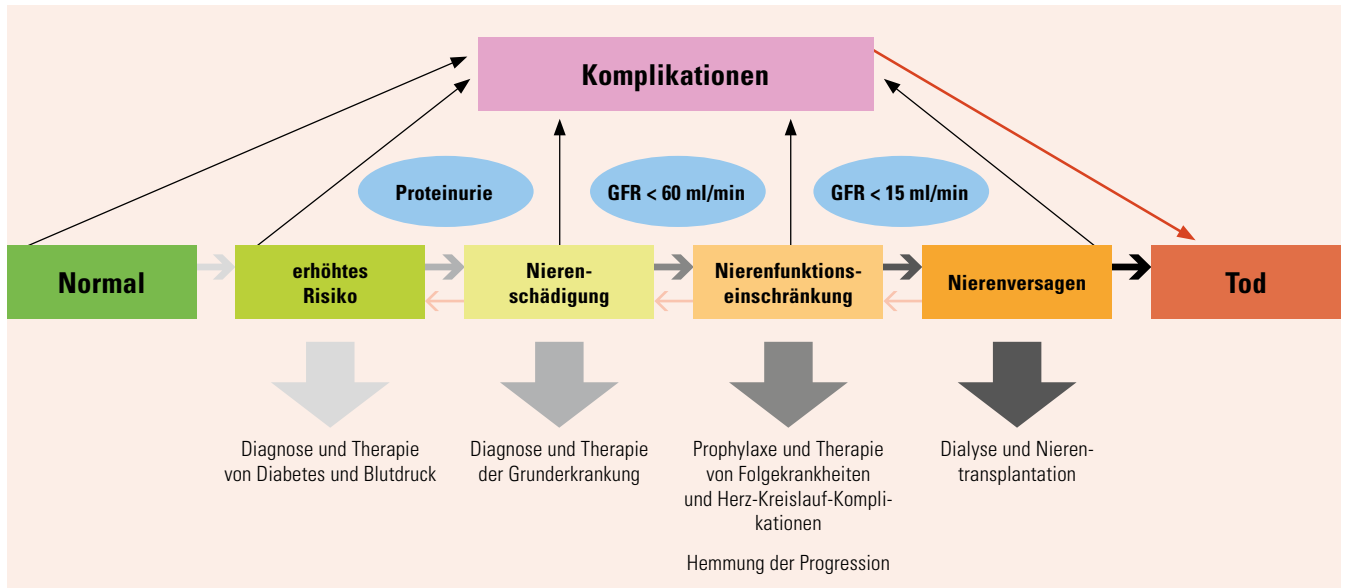 Komplikationen
Proteinurie
GFR < 60 ml/min
GFR < 15 ml/min
Normal
erhöhtes
Risiko
Nieren-
schädigung
Nierenfunktions-
einschränkung
Nierenversagen
Tod
Diagnose und Therapie
von Diabetes und Blutdruck
Diagnose und Therapie
der Grunderkrankung
Prophylaxe und Therapie
von Folgekrankheiten
und Herz-Kreislauf-Kompli-
kationen
Hemmung der Progression
Dialyse und Nieren-
transplantation